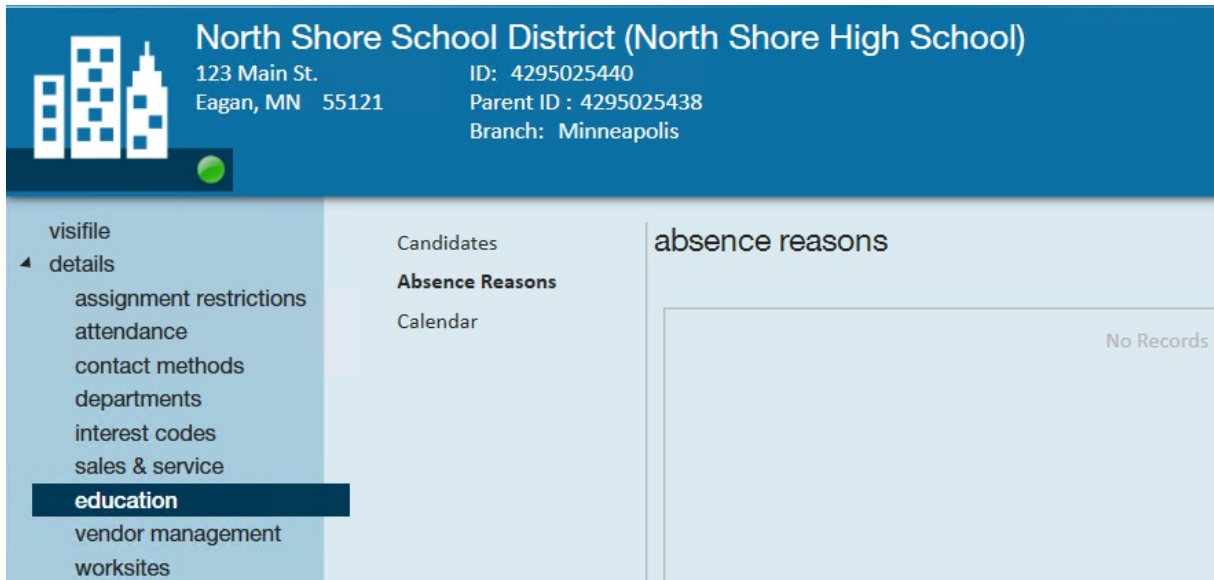 North Shore School District (North Shore High School)
123 Main St.
Eagan, MN 55121
ID: 4295025440
Parent ID : 4295025438
Branch: Minneapolis
visifile
details
assignment restrictions
attendance
contact methods
departments
interest codes
sales & service
education
vendor management
worksites
Candidates
Absence Reasons
Calendar
absence reasons
No Records